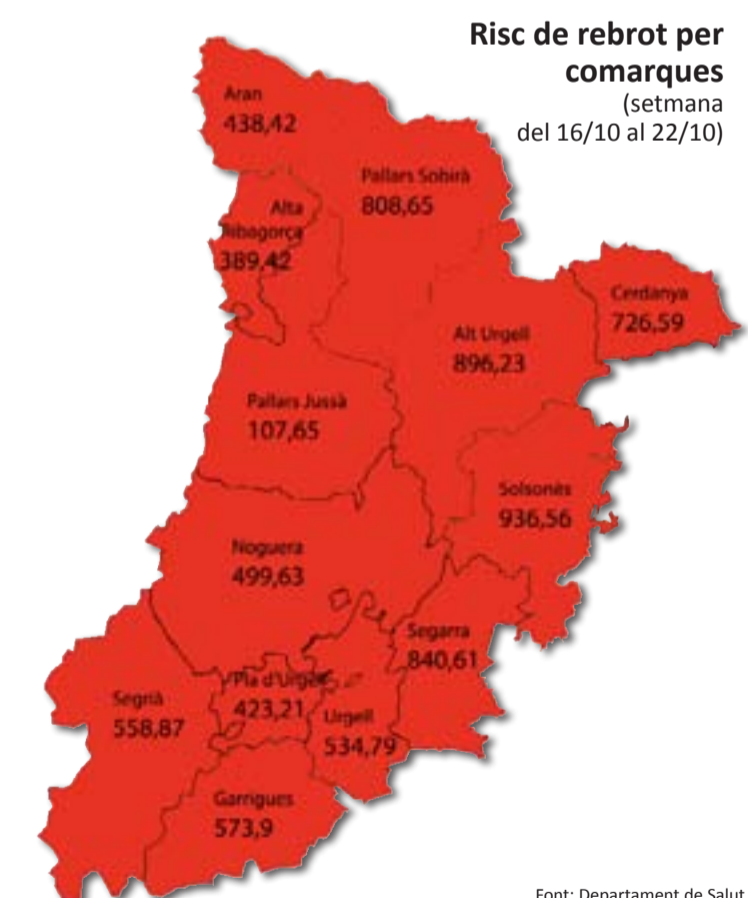 Risc de rebrot per
comarques
(setmana
del 16/10 al 22/10)
Aran
438,42
Pallars Sobirà
808,65
Alta
Ribagorça
389,42
Cerdanya
726,59
Alt Urgell
896,23
Pallars Jussà
107,65
Solsonès
936,56
Noguera
499,63
Segarra
840,61
Pla d'Urgell
423,21
Segrià
558,87
Urgell
534,79
Garrigues
573,9
Font: Departament de Salut